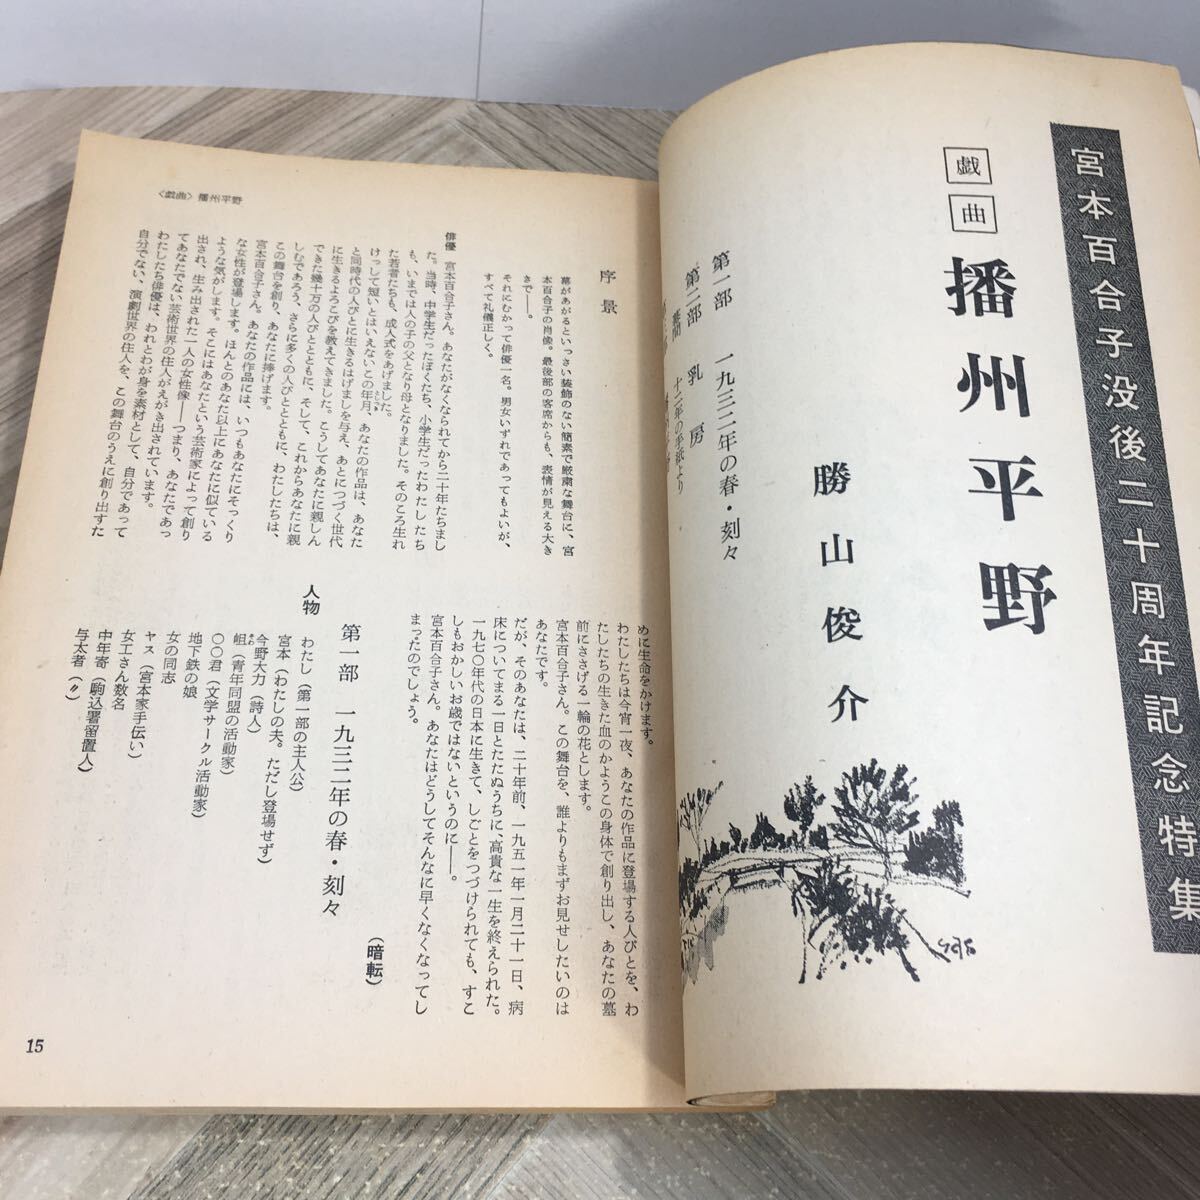 宮本百合子没後二十周年記念特集
戯曲
播州平野
勝山俊介
第一部　一九三二年の春・刻々
第二部　乳房
幕間　十二年の手紙より
〈戯曲〉播州平野
序景
幕があがるといっさい装飾のない簡素で厳粛な舞台に、宮
本百合子の肖像。最後部の客席からも、表情が見える大き
さで――。
それにむかって俳優一名。男女いずれであってもよいが、
すべて礼儀正しく。
俳優　宮本百合子さん。あなたがなくなられてから二十年たちまし
た。当時、中学生だったぼくたち、小学生だったわたしたち
も、いまでは人の子の父となり母となりました。そのころ生れ
た若者たちも、成人式をあげました。
けっして短いとはいえないこの年月、あなたの作品は、あなた
と同時代の人びとに生きるはげましを与え、あとにつづく世代
に生きるよろこびを教えてきました。こうしてあなたに親しん
できた幾十万の人びととともに、そして、これからあなたに親
しむであろう、さらに多くの人びととともに、わたしたちは、
この舞台を創り、あなたに捧げます。
宮本百合子さん。あなたの作品には、いつもあなたにそっくり
な女性が登場します。ほんとのあなた以上にあなたに似ている
ような気がします。そこにはあなたという芸術家によって創り
出され、生み出された一人の女性像――つまり、あなたであっ
てあなたでない芸術世界の住人がえがき出されています。
わたしたち俳優は、われとわが身を素材として、自分であって
自分でない、演劇世界の住人を、この舞台のうえに創り出すた
めに生命をかけます。
わたしたちは今宵一夜、あなたの作品に登場する人びとを、わ
たしたちの生きた血のかようこの身体で創り出し、あなたの墓
前にささげる一輪の花とします。
宮本百合子さん。この舞台を、誰よりもまずお見せしたいのは
あなたです。
だが、そのあなたは、二十年前、一九五一年一月二十一日、病
床についてまる一日とたたぬうちに、高貴な一生を終えられた。
一九七〇年代の日本に生きて、しごとをつづけられても、すこ
しもおかしいお歳ではないというのに――。
宮本百合子さん。あなたはどうしてそんなに早くなくなってし
まったのでしょう。
（暗転）
第一部　一九三二年の春・刻々
人物
わたし（第一部の主人公）
宮本（わたしの夫。ただし登場せず）
今野大力（詩人）
岨（青年同盟の活動家）
〇〇君（文学サークル活動家）
地下鉄の娘
女の同志
ヤス（宮本家手伝い）
女工さん数名
中年寄（駒込署留置人）
与太者（〃）
15